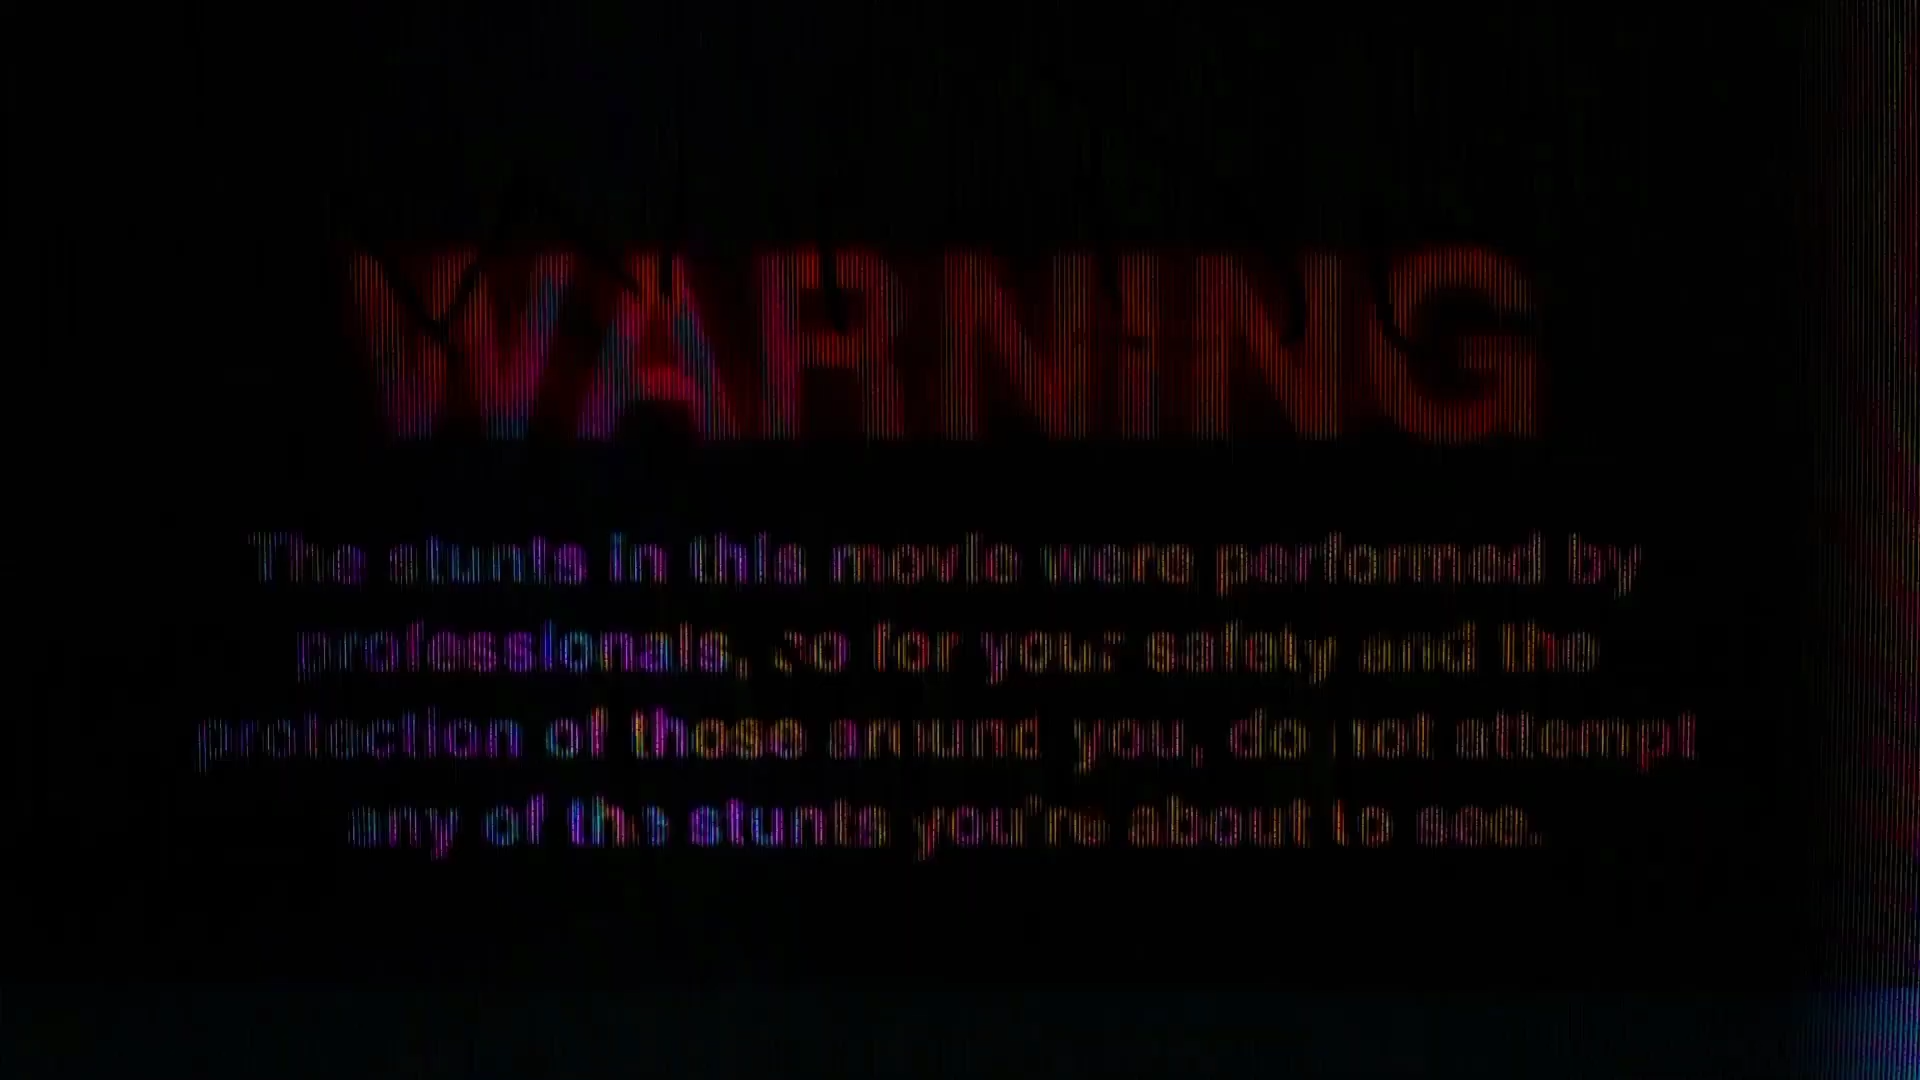 WARNING
The stunts in this movie were performed by
professionals, so for your safety and the
protection of those around you, do not attempt
any of the stunts you're about to see.